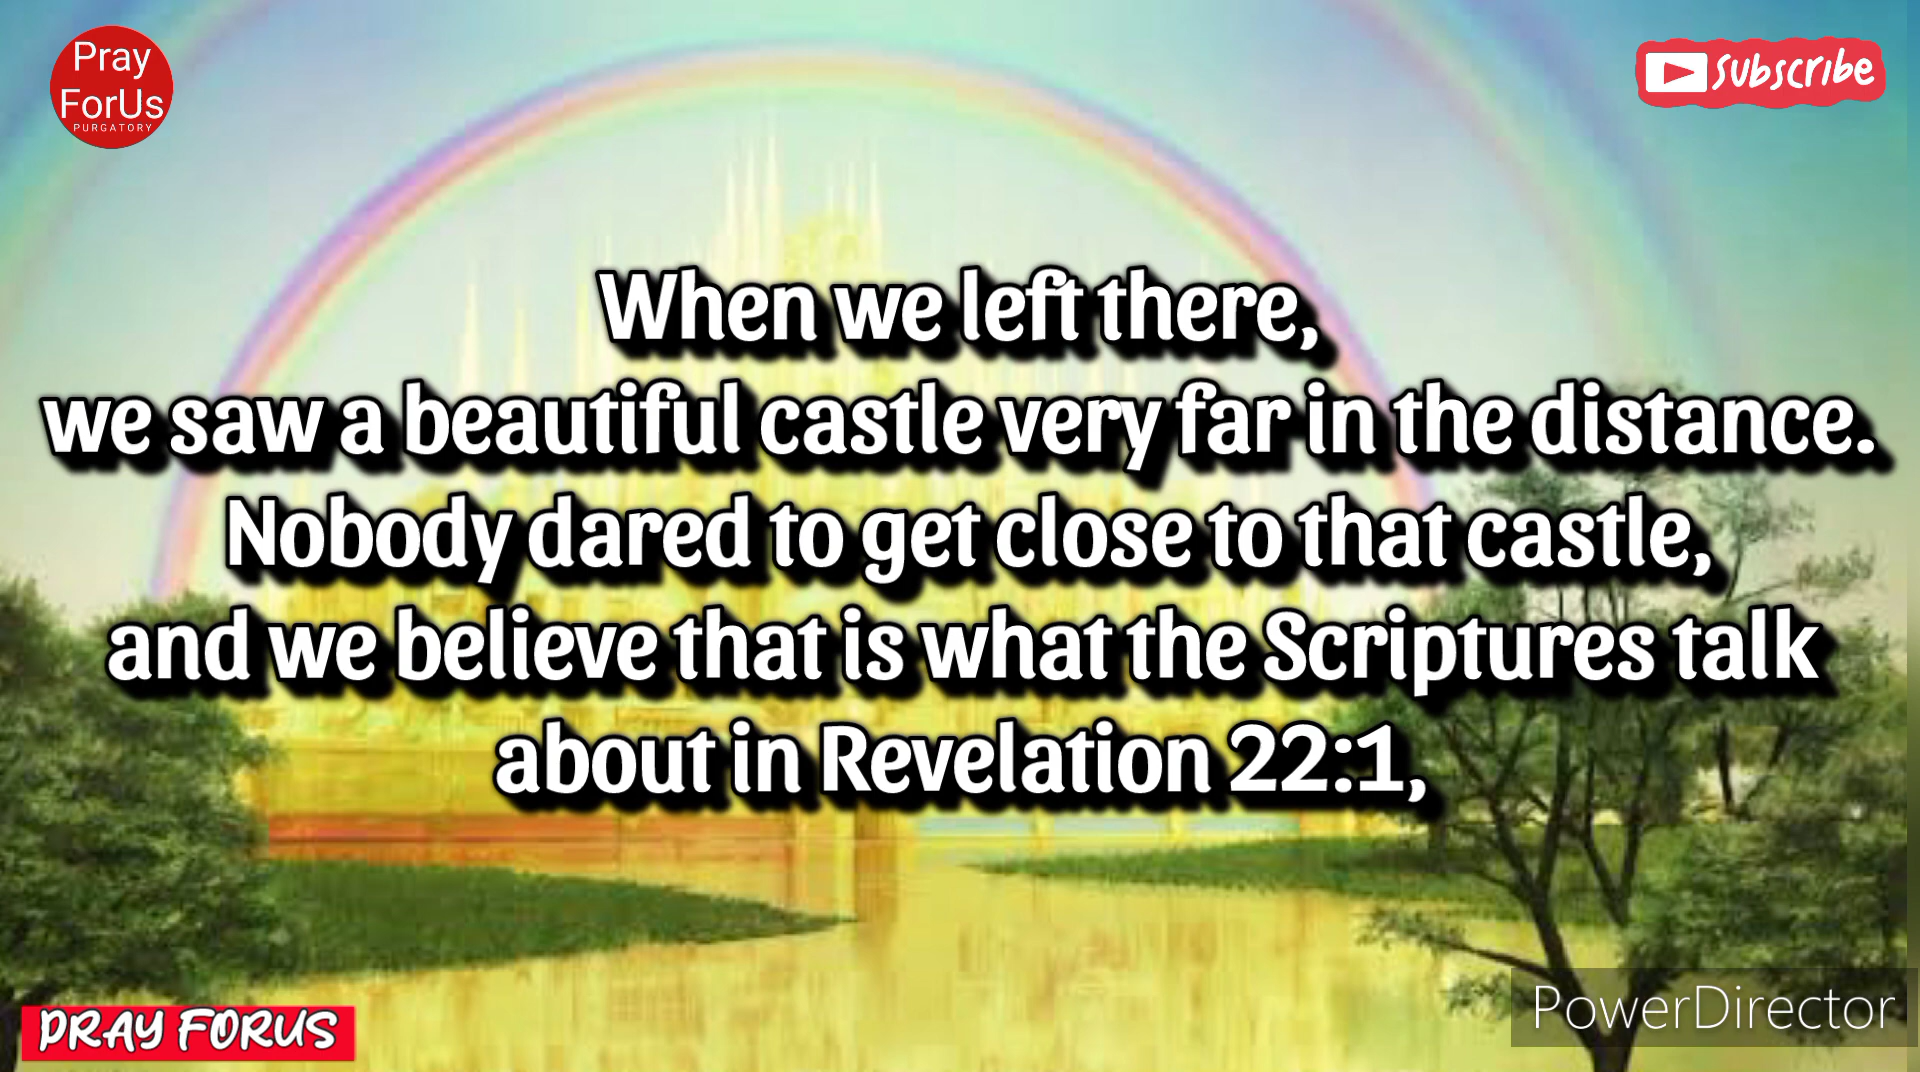 Pray
ForUs
PURGATORY
subscribe
When we left there,
we saw a beautiful castle very far in the distance.
Nobody dared to get close to that castle,
and we believe that is what the Scriptures talk
about in Revelation 22:1,
PRAY FORUS
PowerDirector